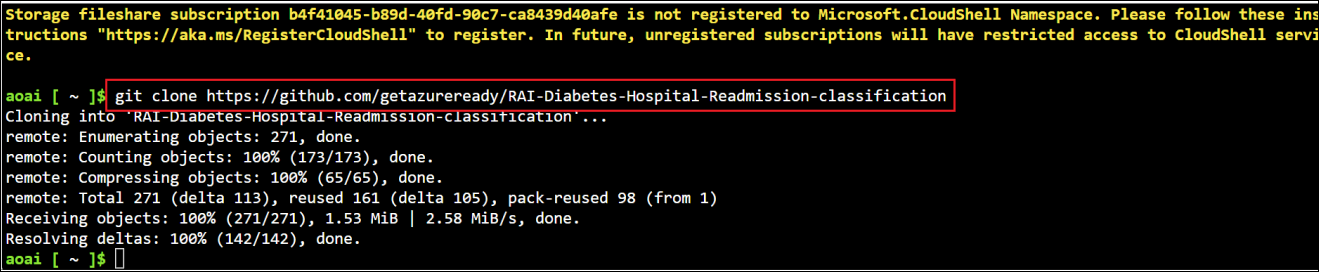 Storage fileshare subscription b4f41045-b89d-40fd-90c7-ca8439d40afe is not registered to Microsoft.CloudShell Namespace. Please follow these ins
tructions "https://aka.ms/RegisterCloudShell" to register. In future, unregistered subscriptions will have restricted access to CloudShell servi
ce.
aoai [ ~ ]$ git clone https://github.com/getazureready/RAI-Diabetes-Hospital-Readmission-classification
Cloning into 'RAI-Diabetes-Hospital-Readmission-classification'...
remote: Enumerating objects: 271, done.
remote: Counting objects: 100% (173/173), done.
remote: Compressing objects: 100% (65/65), done.
remote: Total 271 (delta 113), reused 161 (delta 105), pack-reused 98 (from 1)
Receiving objects: 100% (271/271), 1.53 MiB | 2.58 MiB/s, done.
Resolving deltas: 100% (142/142), done.
aoai [ ~ ]$